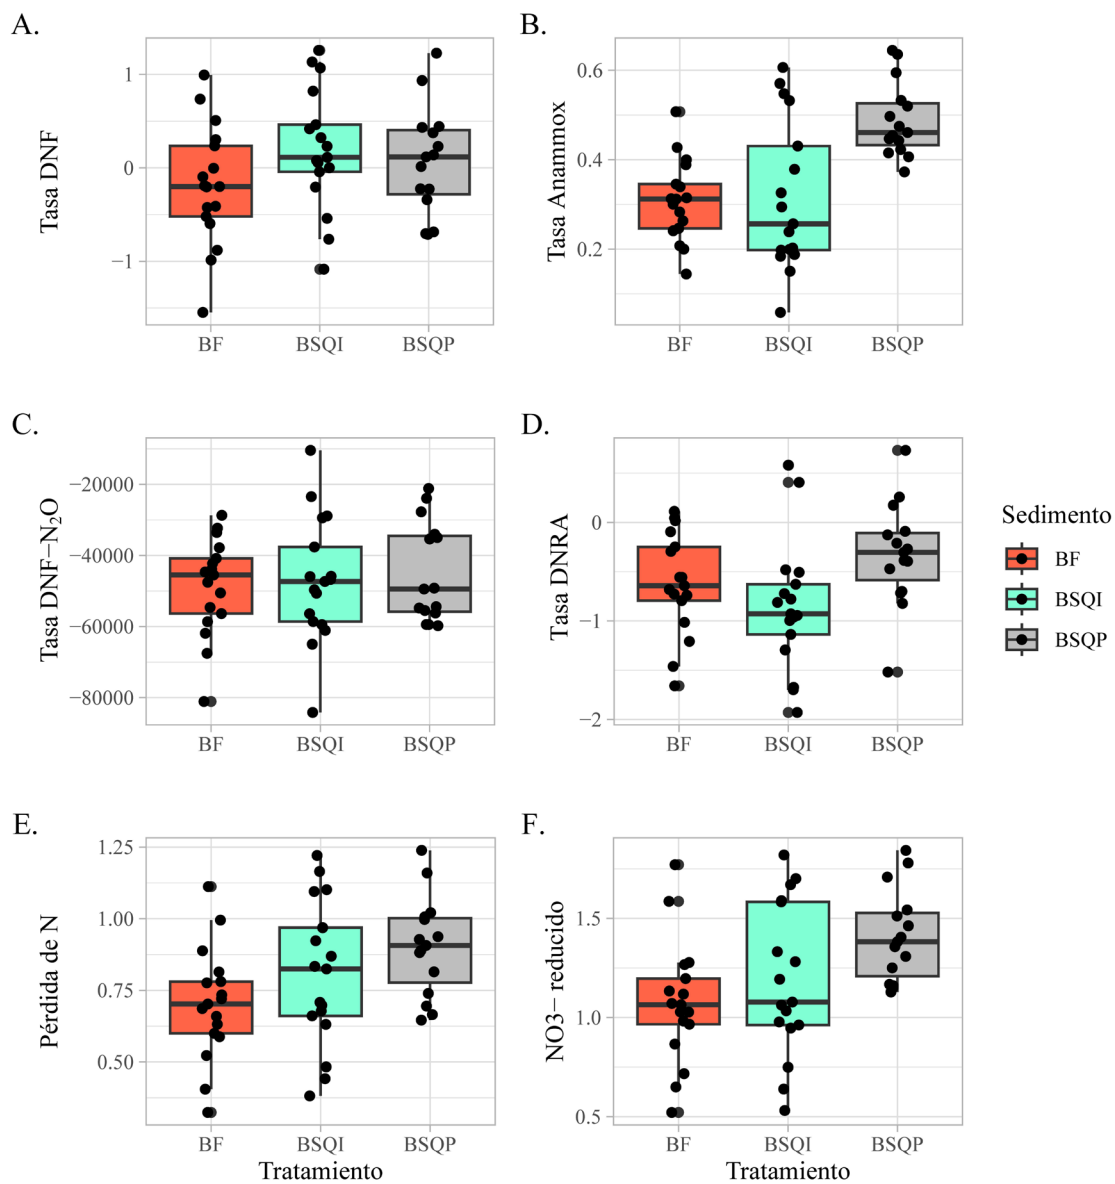 A.
Tasa DNF
1
0
−1
BF
BSQI
BSQP
B.
Tasa Anammox
0.6
0.4
0.2
BF
BSQI
BSQP
C.
Tasa DNF−N₂O
−20000
−40000
−60000
−80000
BF
BSQI
BSQP
D.
Tasa DNRA
0
−1
−2
BF
BSQI
BSQP
Sedimento
BF
BSQI
BSQP
E.
Pérdida de N
1.25
1.00
0.75
0.50
BF
BSQI
BSQP
Tratamiento
F.
NO3− reducido
1.5
1.0
0.5
BF
BSQI
BSQP
Tratamiento